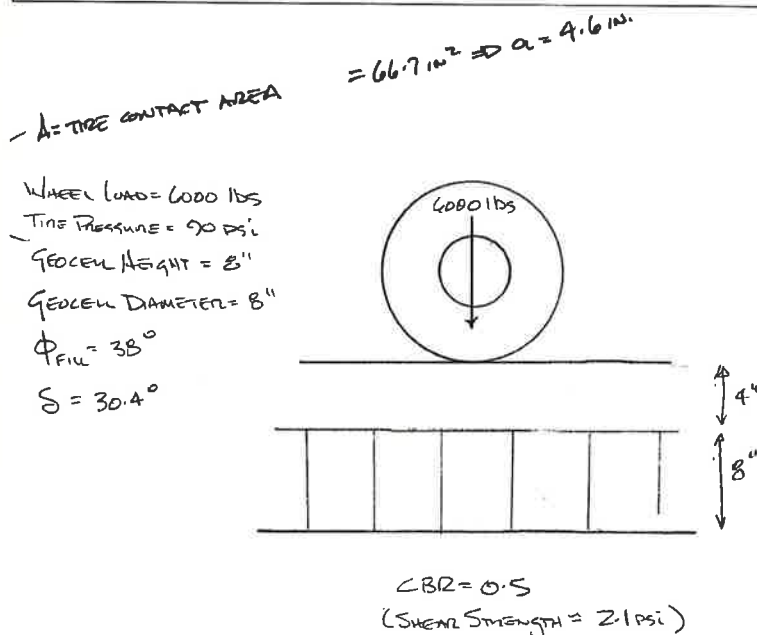 = 66.7 IN² ⇒ a = 4.6 IN.
- A = TIRE CONTACT AREA
WHEEL LOAD = 6000 lbs
TIRE PRESSURE = 90 psi
GEOCELL HEIGHT = 8"
GEOCELL DIAMETER = 8"
ϕFILL = 38°
δ = 30.4°
6000 lbs
4"
8"
CBR = 0.5
(SHEAR STRENGTH = 2.1 PSi)